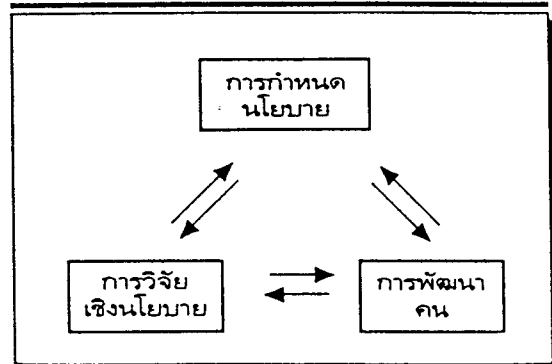 การกำหนด
นโยบาย
การวิจัย
เชิงนโยบาย
การพัฒนา
คน